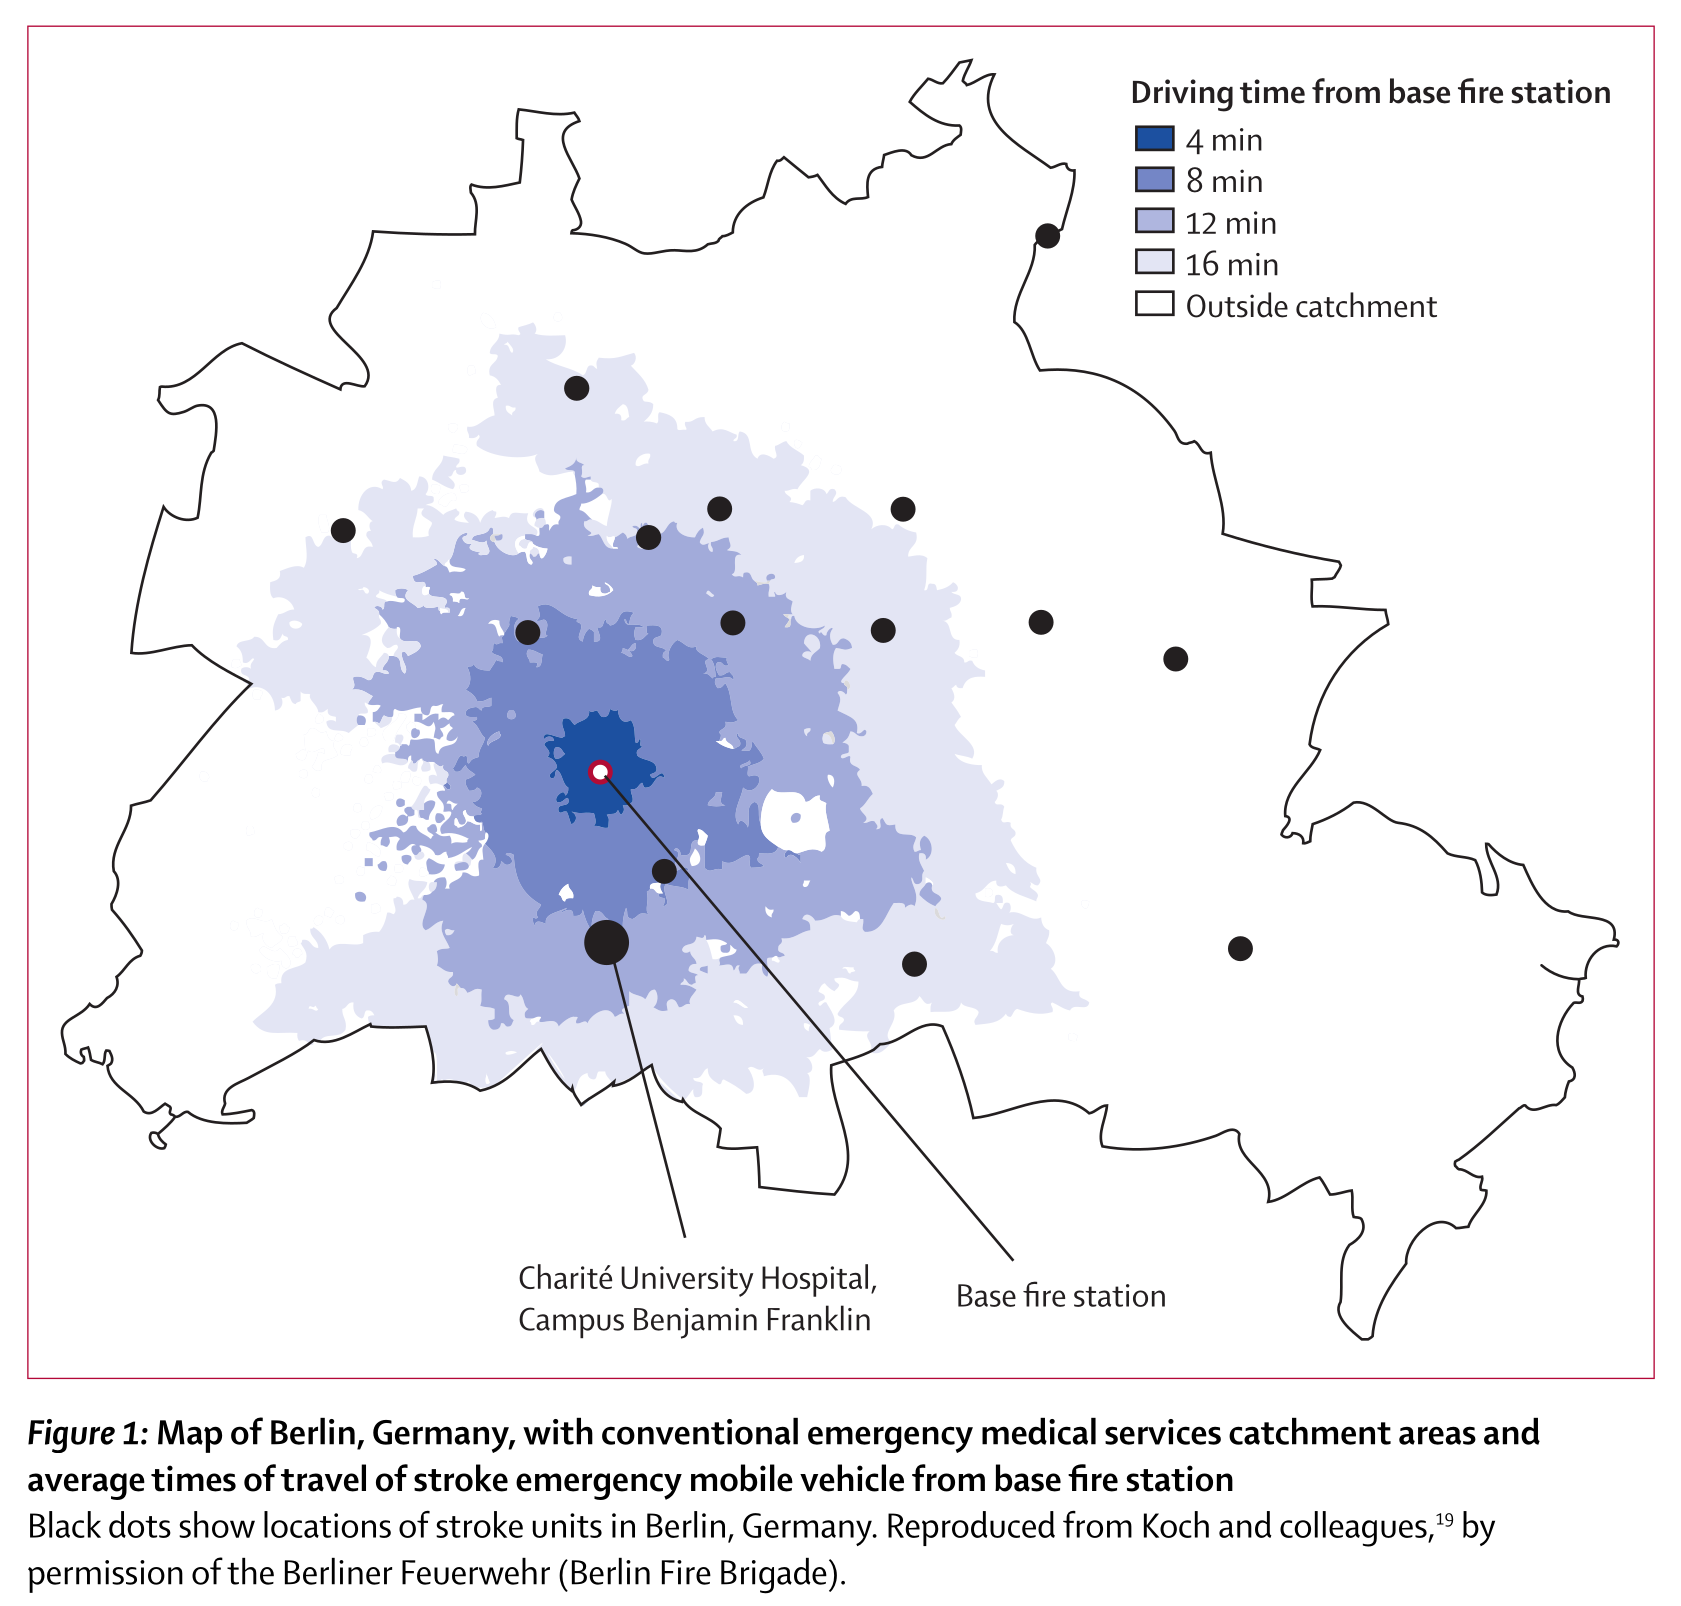 Driving time from base fire station
4 min
8 min
12 min
16 min
Outside catchment
Charité University Hospital,
Campus Benjamin Franklin
Base fire station
Figure 1: Map of Berlin, Germany, with conventional emergency medical services catchment areas and
average times of travel of stroke emergency mobile vehicle from base fire station
Black dots show locations of stroke units in Berlin, Germany. Reproduced from Koch and colleagues,¹⁹ by
permission of the Berliner Feuerwehr (Berlin Fire Brigade).